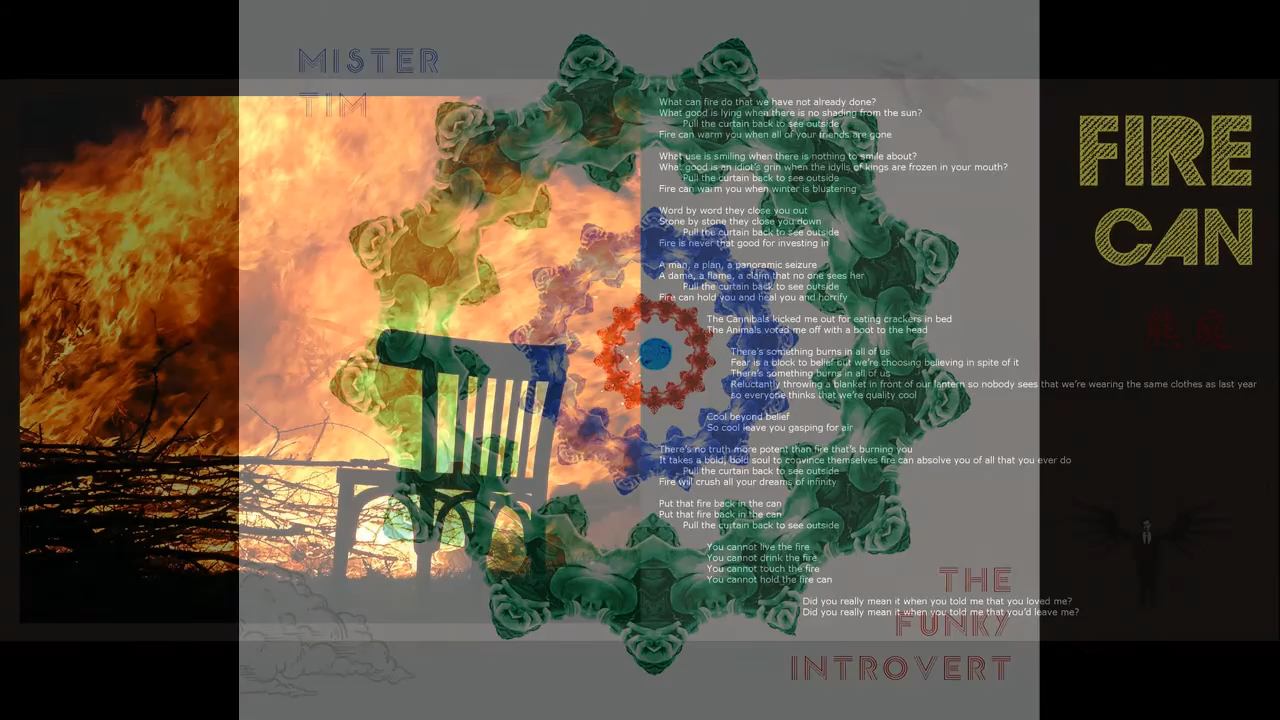 MISTER
TIM
FIRE
CAN
What can fire do that we have not already done?
What good is lying when there is no shading from the sun?
Pull the curtain back to see outside
Fire can warm you when all of your friends are gone
What use is smiling when there is nothing to smile about?
What good is an idiot's grin when the idylls of kings are frozen in your mouth?
Pull the curtain back to see outside
Fire can warm you when winter is blustering
Word by word they close you out
Stone by stone they close you down
Pull the curtain back to see outside
Fire is never that good for investing in
A man, a plan, a panoramic seizure
A dame, a flame, a claim that no one sees her
Pull the curtain back to see outside
Fire can hold you and heal you and horrify
The Cannibals kicked me out for eating crackers in bed
The Animals voted me off with a boot to the head
There's something burns in all of us
Fear is a block to belief but we're choosing believing in spite of it
There's something burns in all of us
Reluctantly throwing a blanket in front of our lantern so nobody sees that we're wearing the same clothes as last year
so everyone thinks that we're quality cool
Cool beyond belief
So cool leave you gasping for air
There's no truth more potent than fire that's burning you
It takes a bold, bold soul to convince themselves fire can absolve you of all that you ever do
Pull the curtain back to see outside
Fire will crush all your dreams of infinity
Put that fire back in the can
Put that fire back in the can
Pull the curtain back to see outside
You cannot live the fire
You cannot drink the fire
You cannot touch the fire
You cannot hold the fire can
Did you really mean it when you told me that you loved me?
Did you really mean it when you told me that you'd leave me?
THE
FUNKY
INTROVERT